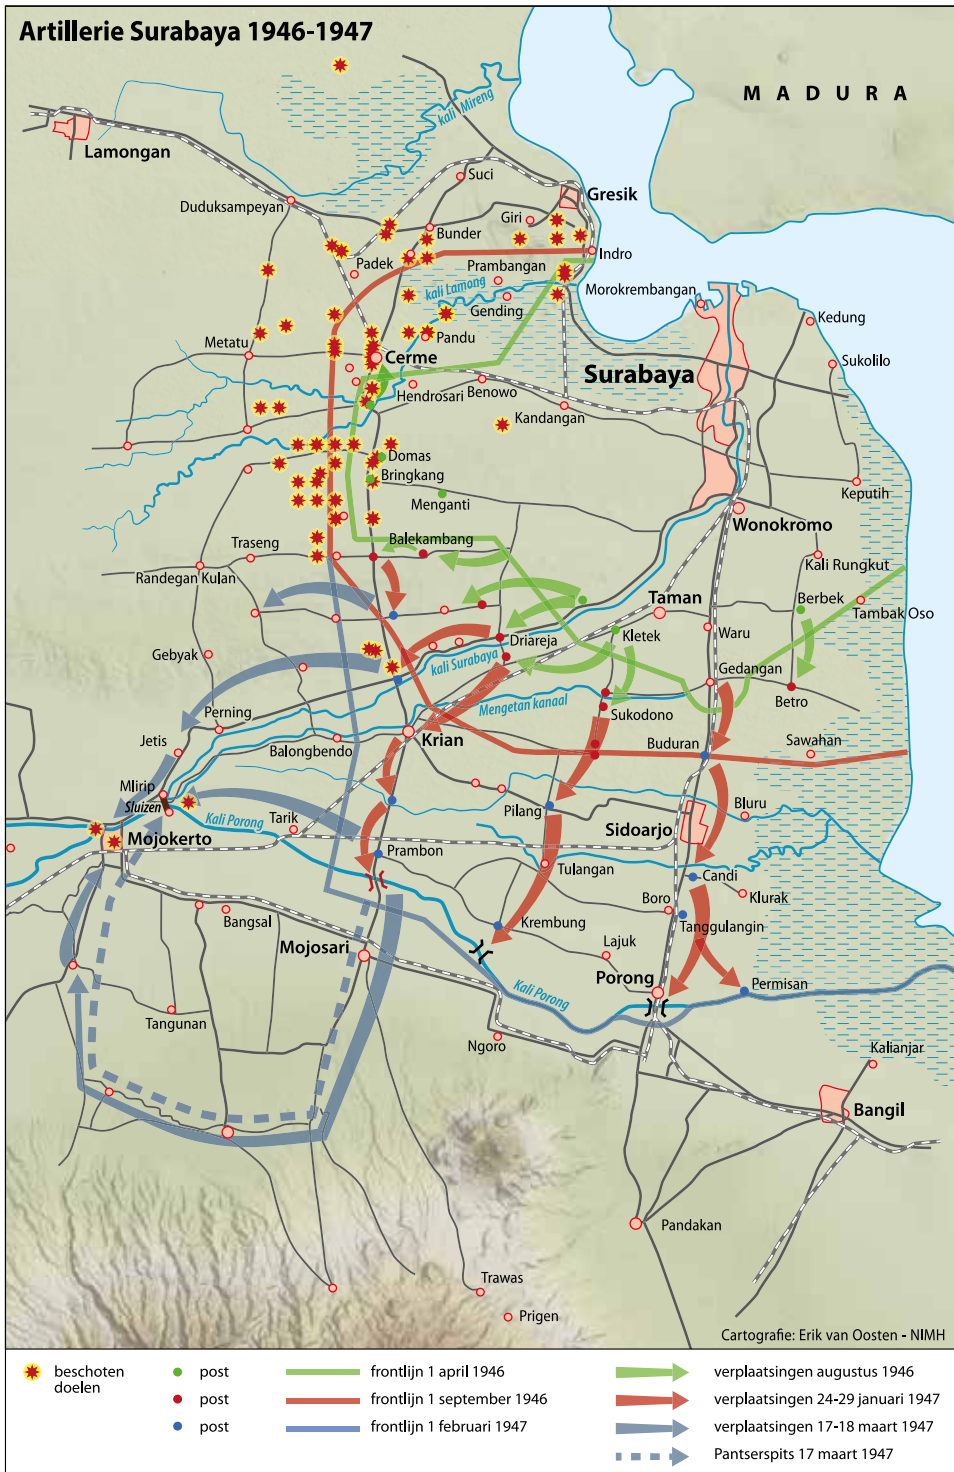 Artillerie Surabaya 1946-1947
MADURA
kali Mireng
Lamongan
Suci
Gresik
Duduksampeyan
Giri
Bunder
Indro
Padek
Prambangan
kali Lamong
Morokrembangan
Gending
Kedung
Metatu
Pandu
Cerme
Sukolilo
Surabaya
Hendrosari
Benowo
Kandangan
Domas
Bringkang
Menganti
Keputih
Wonokromo
Balekambang
Traseng
Kali Rungkut
Randegan Kulan
Taman
Berbek
Tambak Oso
Kletek
Waru
Driareja
Gebyak
kali Surabaya
Gedangan
Betro
Mengetan kanaal
Perning
Sukodono
Krian
Jetis
Balongbendo
Buduran
Sawahan
Mlirip
Sluizen
Pilang
Bluru
Kali Porong
Tarik
Sidoarjo
Mojokerto
Prambon
Tulangan
Candi
Klurak
Boro
Bangsal
Krembung
Tanggulangin
Mojosari
Lajuk
Porong
Kali Porong
Permisan
Tangunan
Ngoro
Kalianjar
Bangil
Pandakan
Trawas
Prigen
Cartografie: Erik van Oosten - NIMH
beschoten
doelen
post
frontlijn 1 april 1946
verplaatsingen augustus 1946
post
frontlijn 1 september 1946
verplaatsingen 24-29 januari 1947
post
frontlijn 1 februari 1947
verplaatsingen 17-18 maart 1947
Pantserspits 17 maart 1947